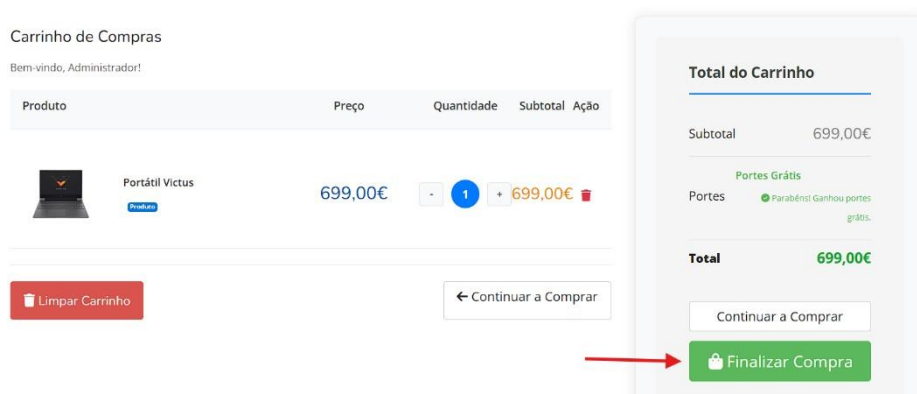 Carrinho de Compras
Bem-vindo, Administrador!
Produto Preço Quantidade Subtotal Ação
Portátil Victus
Produto
699,00€ - 1 + 699,00€
Limpar Carrinho
← Continuar a Comprar
Total do Carrinho
Subtotal 699,00€
Portes Grátis
Portes Parabéns! Ganhou portes
grátis.
Total 699,00€
Continuar a Comprar
Finalizar Compra